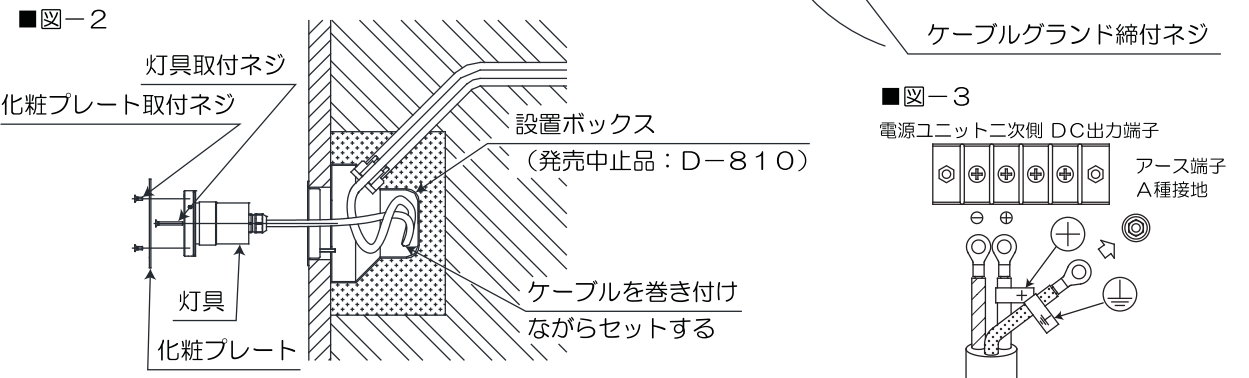 ■図－2
灯具取付ネジ
化粧プレート取付ネジ
設置ボックス
（発売中止品：D－810）
灯具
化粧プレート
ケーブルを巻き付け
ながらセットする
ケーブルグランド締付ネジ
■図－3
電源ユニット二次側 DC出力端子
アース端子
A種接地
⊖ ⊕
+
+